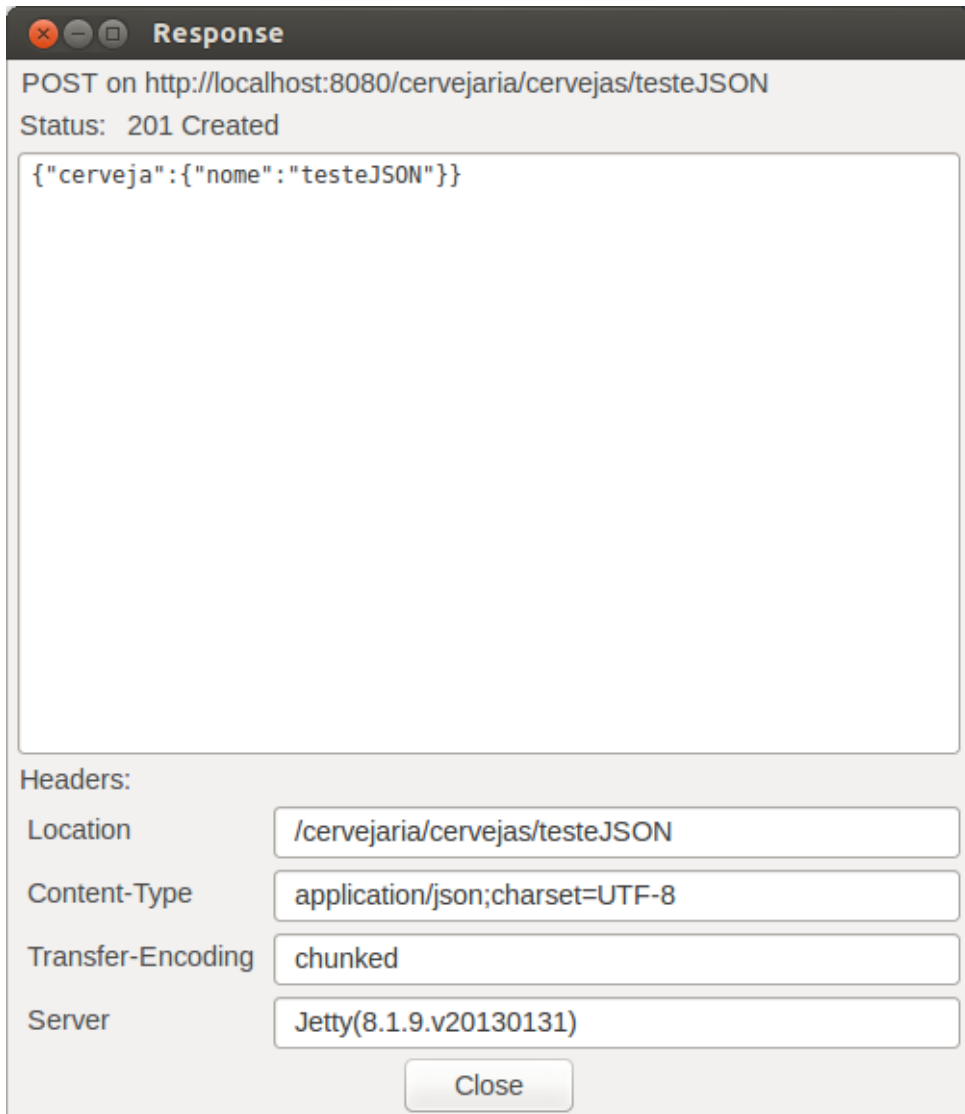 Response
POST on http://localhost:8080/cervejaria/cervejas/testeJSON
Status: 201 Created
{"cerveja":{"nome":"testeJSON"}}
Headers:
Location /cervejaria/cervejas/testeJSON
Content-Type application/json;charset=UTF-8
Transfer-Encoding chunked
Server Jetty(8.1.9.v20130131)
Close